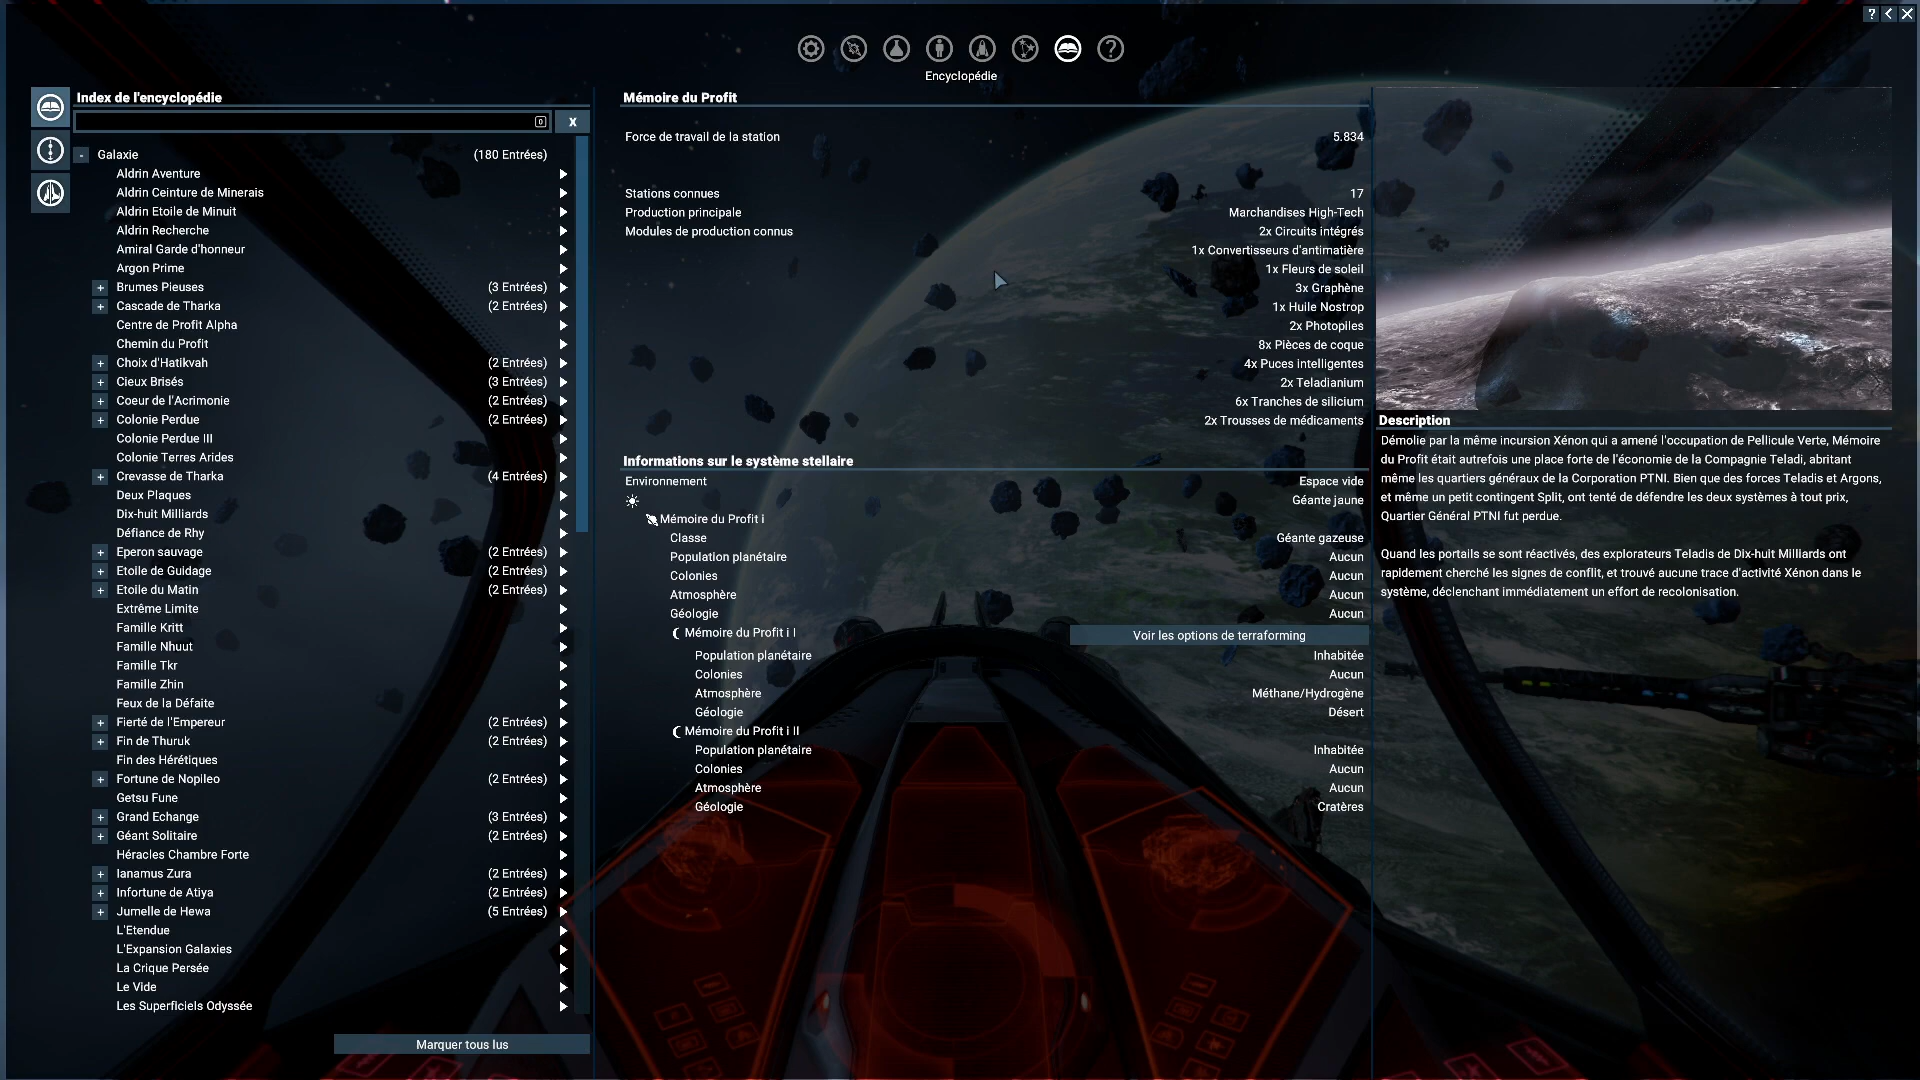 ? < X
Encyclopédie
Index de l'encyclopédie
0 X
- Galaxie (180 Entrées)
Aldrin Aventure
Aldrin Ceinture de Minerais
Aldrin Etoile de Minuit
Aldrin Recherche
Amiral Garde d'honneur
Argon Prime
+ Brumes Pieuses (3 Entrées)
+ Cascade de Tharka (2 Entrées)
Centre de Profit Alpha
Chemin du Profit
+ Choix d'Hatikvah (2 Entrées)
+ Cieux Brisés (3 Entrées)
+ Coeur de l'Acrimonie (2 Entrées)
+ Colonie Perdue (2 Entrées)
Colonie Perdue III
Colonie Terres Arides
+ Crevasse de Tharka (4 Entrées)
Deux Plaques
Dix-huit Milliards
Défiance de Rhy
+ Eperon sauvage (2 Entrées)
+ Etoile de Guidage (2 Entrées)
+ Etoile du Matin (2 Entrées)
Extrême Limite
Famille Kritt
Famille Nhuut
Famille Tkr
Famille Zhin
Feux de la Défaite
+ Fierté de l'Empereur (2 Entrées)
+ Fin de Thuruk (2 Entrées)
Fin des Hérétiques
+ Fortune de Nopileo (2 Entrées)
Getsu Fune
+ Grand Echange (3 Entrées)
+ Géant Solitaire (2 Entrées)
Héracles Chambre Forte
+ Ianamus Zura (2 Entrées)
+ Infortune de Atiya (2 Entrées)
+ Jumelle de Hewa (5 Entrées)
L'Etendue
L'Expansion Galaxies
La Crique Persée
Le Vide
Les Superficiels Odyssée
Marquer tous lus
Mémoire du Profit
Force de travail de la station 5.834
Stations connues 17
Production principale Marchandises High-Tech
Modules de production connus 2x Circuits intégrés
1x Convertisseurs d'antimatière
1x Fleurs de soleil
3x Graphène
1x Huile Nostrop
2x Photopiles
8x Pièces de coque
4x Puces intelligentes
2x Teladianium
6x Tranches de silicium
2x Trousses de médicaments
Informations sur le système stellaire
Environnement Espace vide
Géante jaune
Mémoire du Profit i
Classe Géante gazeuse
Population planétaire Aucun
Colonies Aucun
Atmosphère Aucun
Géologie Aucun
Mémoire du Profit i I Voir les options de terraforming
Population planétaire Inhabitée
Colonies Aucun
Atmosphère Méthane/Hydrogène
Géologie Désert
Mémoire du Profit i II
Population planétaire Inhabitée
Colonies Aucun
Atmosphère Aucun
Géologie Cratères
Description
Démolie par la même incursion Xénon qui a amené l'occupation de Pellicule Verte, Mémoire
du Profit était autrefois une place forte de l'économie de la Compagnie Teladi, abritant
même les quartiers généraux de la Corporation PTNI. Bien que des forces Teladis et Argons,
et même un petit contingent Split, ont tenté de défendre les deux systèmes à tout prix,
Quartier Général PTNI fut perdue.
Quand les portails se sont réactivés, des explorateurs Teladis de Dix-huit Milliards ont
rapidement cherché les signes de conflit, et trouvé aucune trace d'activité Xénon dans le
système, déclenchant immédiatement un effort de recolonisation.